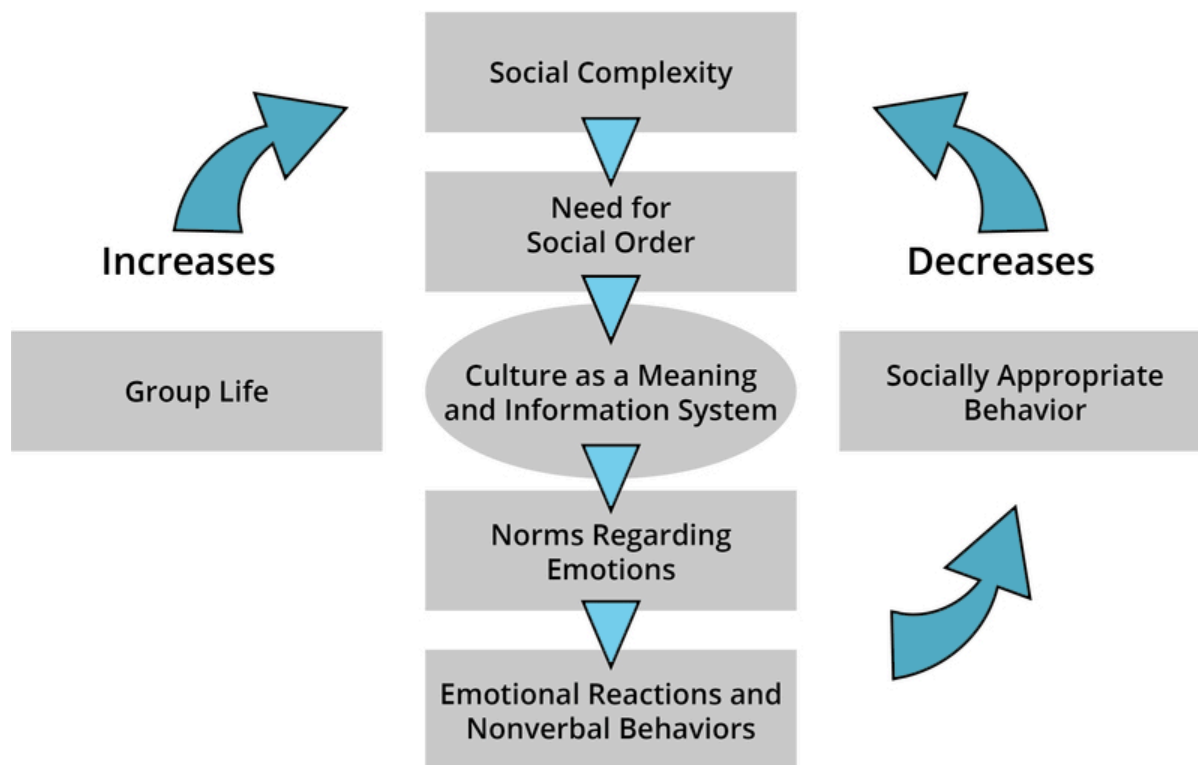 Social Complexity
Need for
Social Order
Increases
Decreases
Group Life
Culture as a Meaning
and Information System
Socially Appropriate
Behavior
Norms Regarding
Emotions
Emotional Reactions and
Nonverbal Behaviors